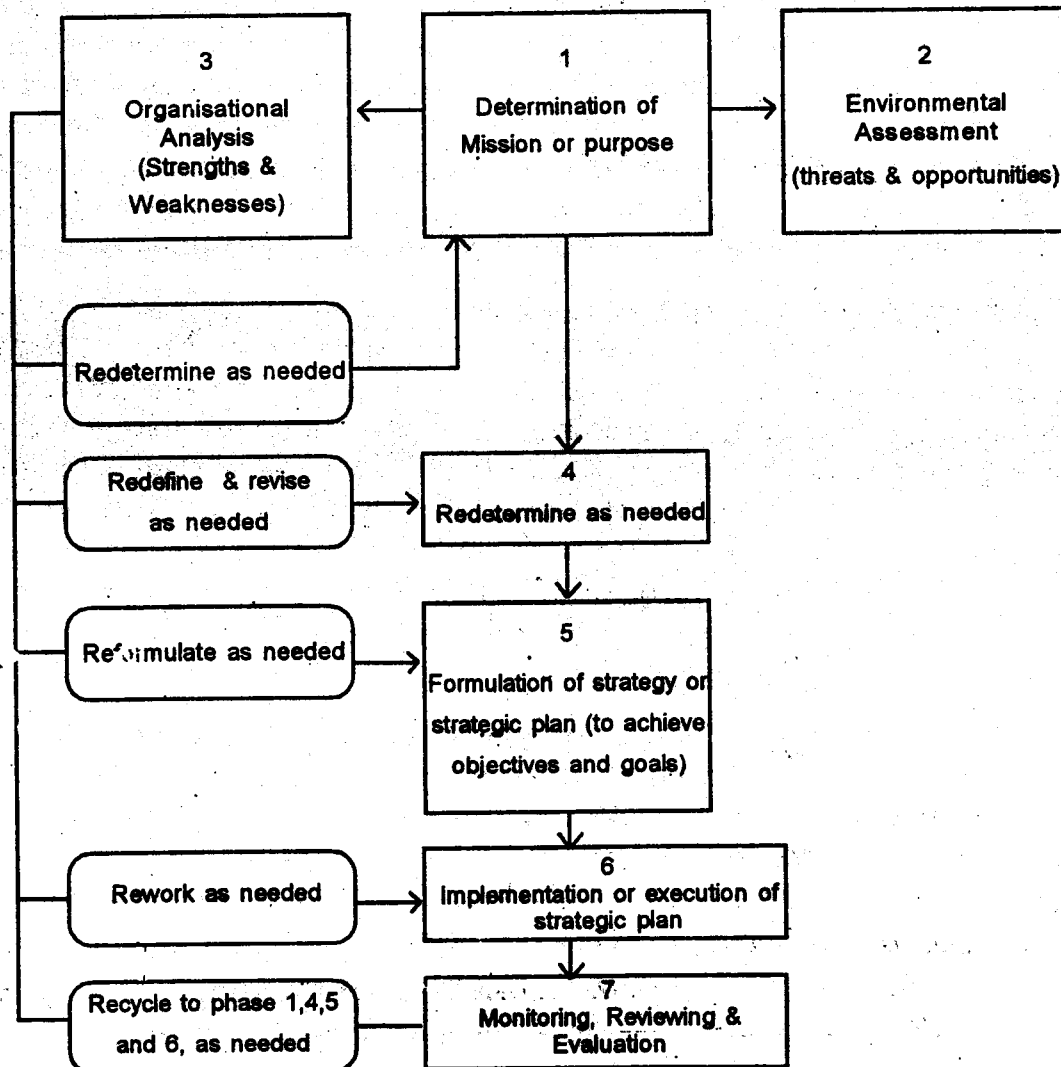 3
Organisational
Analysis
(Strengths &
Weaknesses)
1
Determination of
Mission or purpose
2
Environmental
Assessment
(threats & opportunities)
Redetermine as needed
Redefine & revise
as needed
4
Redetermine as needed
Reformulate as needed
5
Formulation of strategy or
strategic plan (to achieve
objectives and goals)
Rework as needed
6
Implementation or execution of
strategic plan
Recycle to phase 1,4,5
and 6, as needed
7
Monitoring, Reviewing &
Evaluation